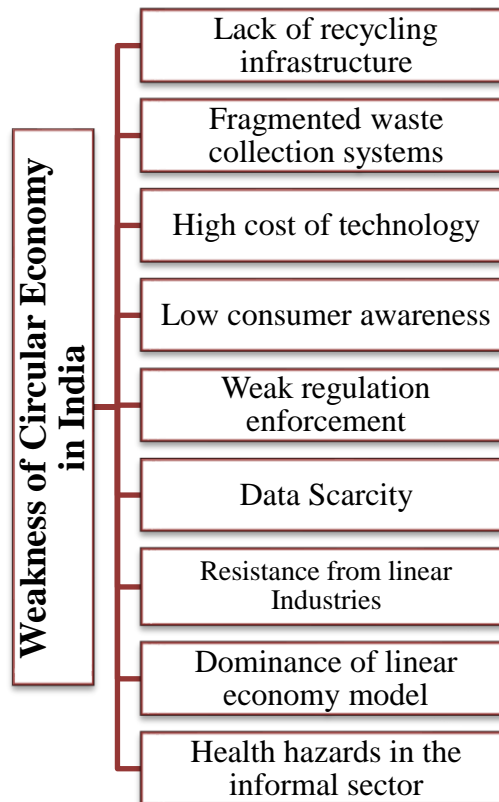 Weakness of Circular Economy
in India
Lack of recycling
infrastructure
Fragmented waste
collection systems
High cost of technology
Low consumer awareness
Weak regulation
enforcement
Data Scarcity
Resistance from linear
Industries
Dominance of linear
economy model
Health hazards in the
informal sector